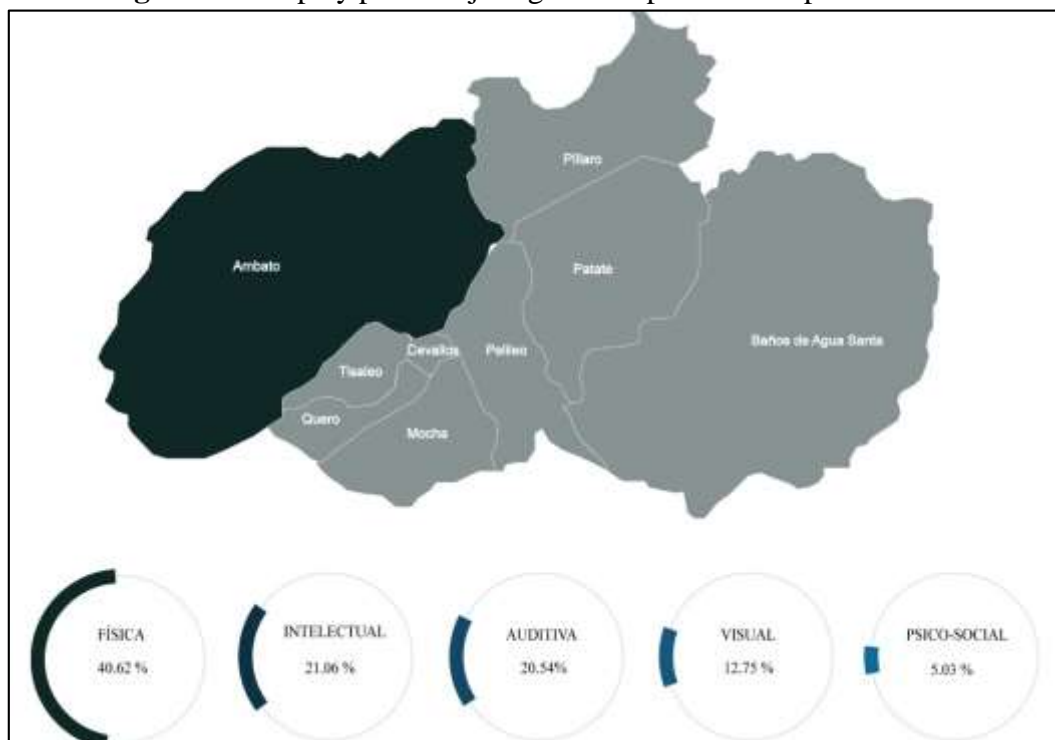 Píllaro
Ambato
Patate
Baños de Agua Santa
Cevallos
Pelileo
Tisaleo
Quero
Mocha
FÍSICA
40.62 %
INTELECTUAL
21.06 %
AUDITIVA
20.54%
VISUAL
12.75 %
PSICO-SOCIAL
5.03 %